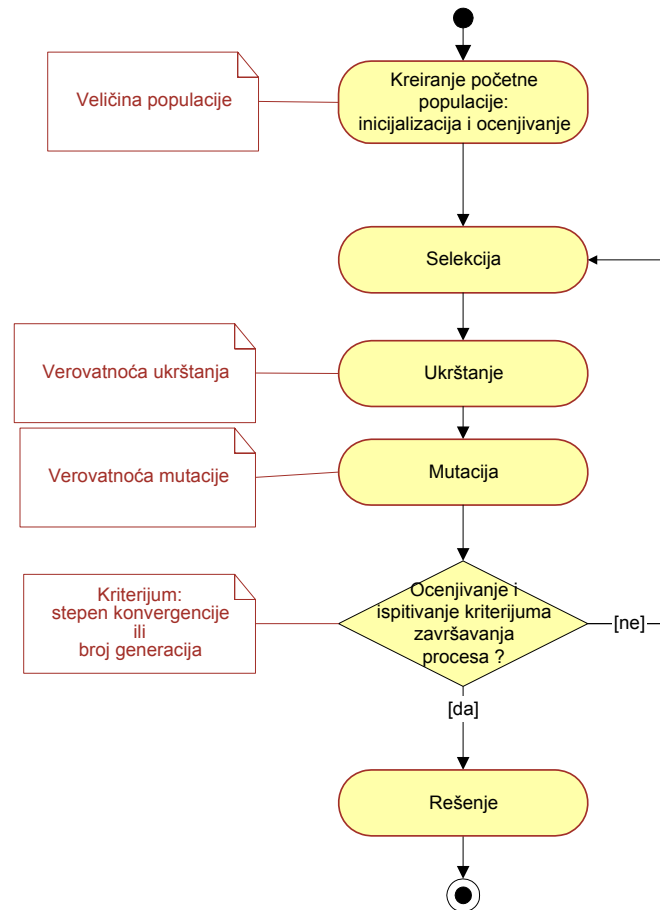 Kreiranje početne
populacije:
inicijalizacija i ocenjivanje
Veličina populacije
Selekcija
Verovatnoća ukrštanja
Ukrštanje
Verovatnoća mutacije
Mutacija
Kriterijum:
stepen konvergencije
ili
broj generacija
Ocenjivanje i
ispitivanje kriterijuma
završavanja
procesa ?
[ne]
[da]
Rešenje